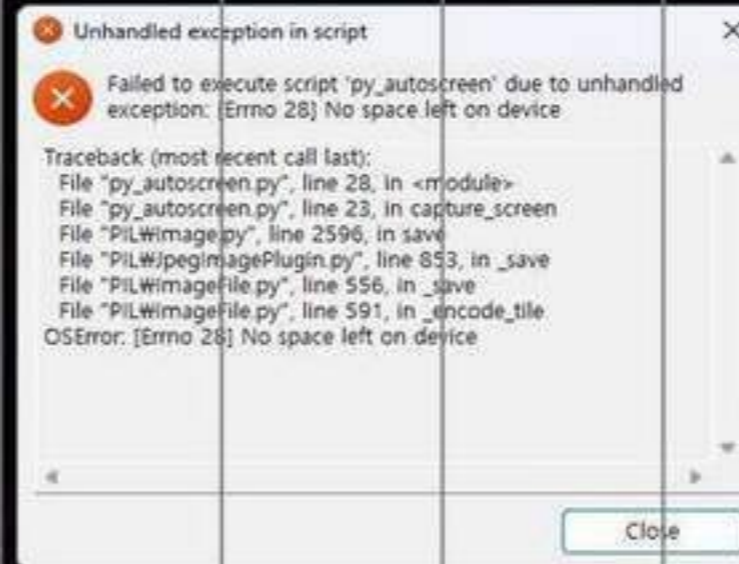 Unhandled exception in script
Failed to execute script 'py_autoscreen' due to unhandled
exception: [Errno 28] No space left on device
Traceback (most recent call last):
File "py_autoscreen.py", line 28, in <module>
File "py_autoscreen.py", line 23, in capture_screen
File "PIL₩Image.py", line 2596, in save
File "PIL₩JpegImagePlugin.py", line 853, in _save
File "PIL₩ImageFile.py", line 556, in _save
File "PIL₩ImageFile.py", line 591, in _encode_tile
OSError: [Errno 28] No space left on device
Close